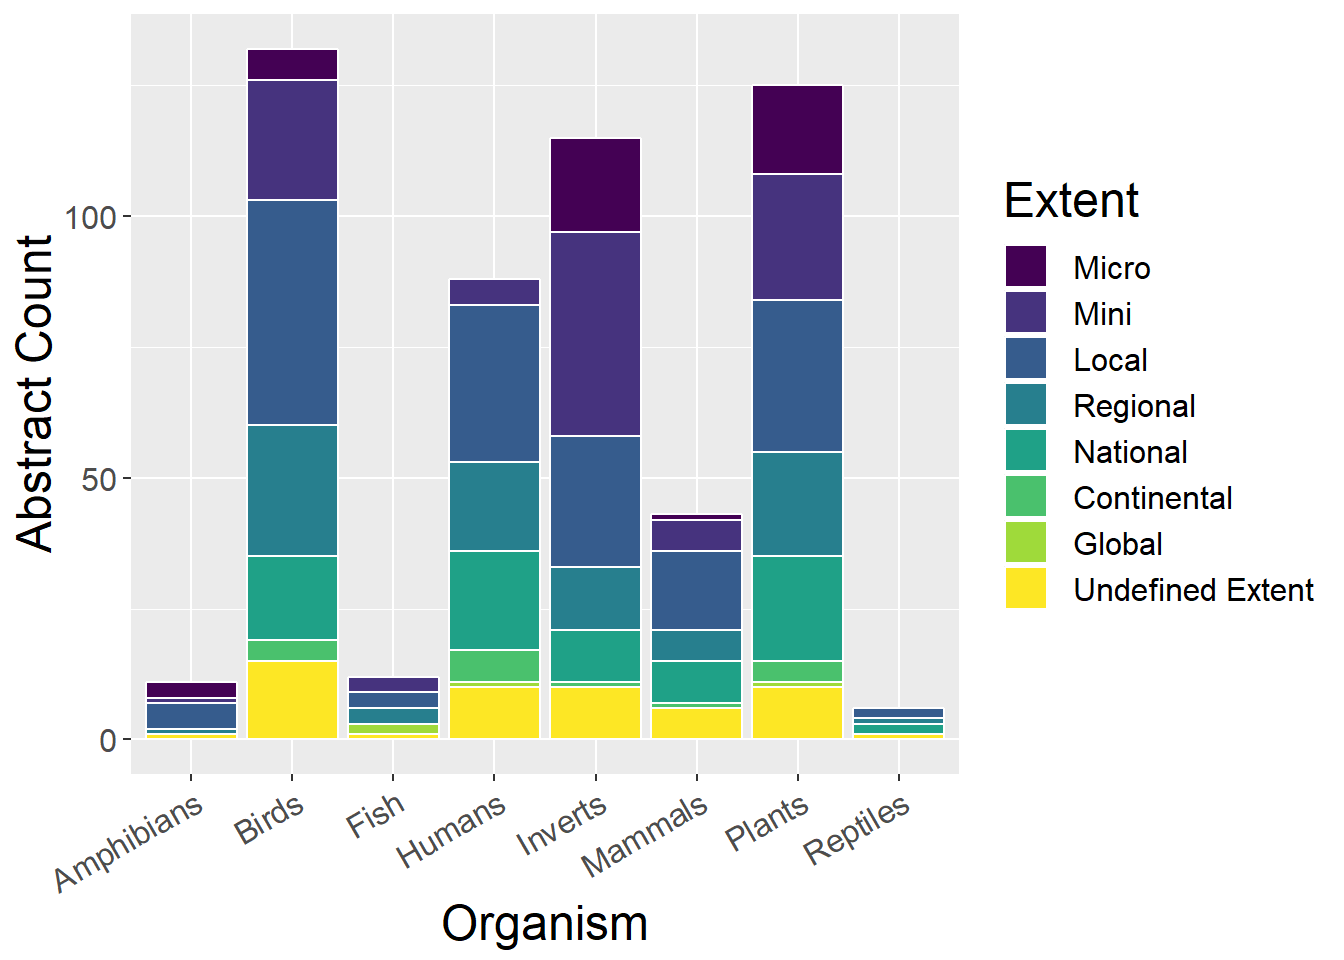 Abstract Count
100
50
0
Amphibians
Birds
Fish
Humans
Inverts
Mammals
Plants
Reptiles
Organism
Extent
Micro
Mini
Local
Regional
National
Continental
Global
Undefined Extent